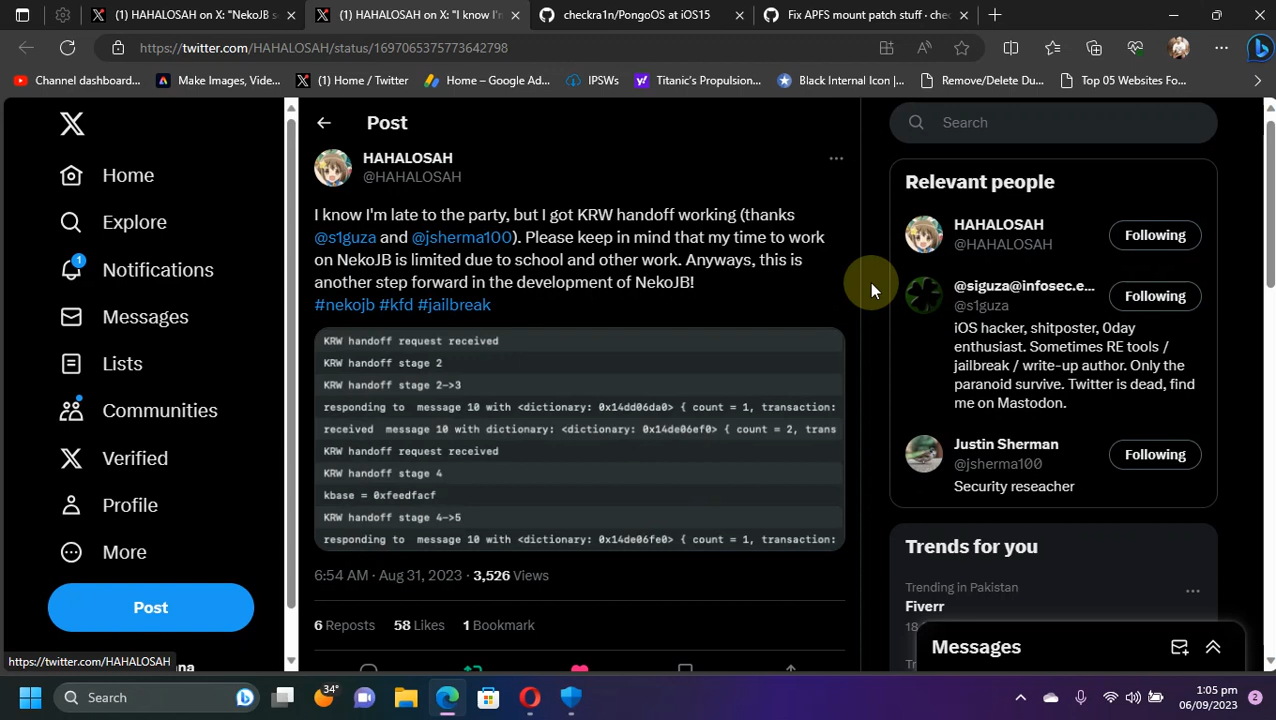 (1) HAHALOSAH on X: "NekoJB s
(1) HAHALOSAH on X: "I know I'm
checkra1n/PongoOS at iOS15
Fix APFS mount patch stuff · chec
https://twitter.com/HAHALOSAH/status/1697065375773642798
Channel dashboard...
Make Images, Vide...
(1) Home / Twitter
Home – Google Ad...
IPSWs
Titanic's Propulsion...
Black Internal Icon |...
Remove/Delete Du...
Top 05 Websites Fo...
Home
Explore
1
Notifications
Messages
Lists
Communities
Verified
Profile
More
Post
https://twitter.com/HAHALOSAH
Post
HAHALOSAH
@HAHALOSAH
I know I'm late to the party, but I got KRW handoff working (thanks
@s1guza and @jsherma100). Please keep in mind that my time to work
on NekoJB is limited due to school and other work. Anyways, this is
another step forward in the development of NekoJB!
#nekojb #kfd #jailbreak
KRW handoff request received
KRW handoff stage 2
KRW handoff stage 2->3
responding to message 10 with <dictionary: 0x14dd06da0> { count = 1, transaction:
received message 10 with dictionary: <dictionary: 0x14de06ef0> { count = 2, trans
KRW handoff request received
KRW handoff stage 4
kbase = 0xfeedfacf
KRW handoff stage 4->5
responding to message 10 with <dictionary: 0x14de06fe0> { count = 1, transaction:
6:54 AM · Aug 31, 2023 · 3,526 Views
6 Reposts 58 Likes 1 Bookmark
Search
Relevant people
HAHALOSAH
@HAHALOSAH
Following
@siguza@infosec.e...
@s1guza
Following
iOS hacker, shitposter, 0day
enthusiast. Sometimes RE tools /
jailbreak / write-up author. Only the
paranoid survive. Twitter is dead, find
me on Mastodon.
Justin Sherman
@jsherma100
Following
Security reseacher
Trends for you
Trending in Pakistan
Fiverr
18
Messages
Search
34°
1:05 pm
06/09/2023
2